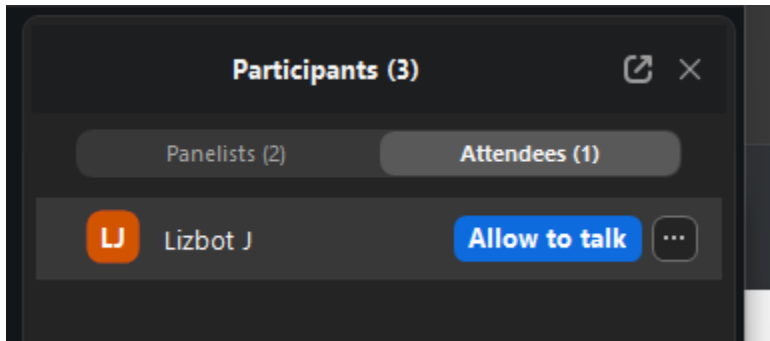 Participants (3)
Panelists (2) Attendees (1)
LJ Lizbot J Allow to talk ...